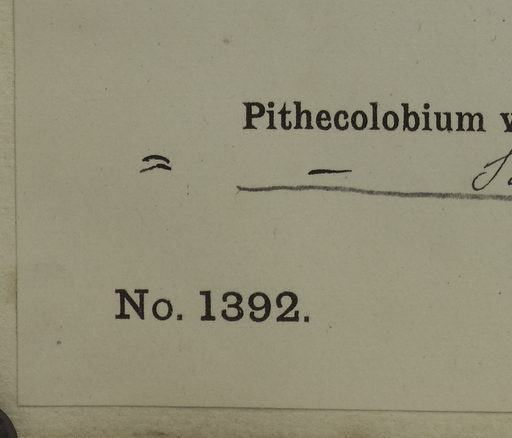 Pithecolobium
= —
No. 1392.